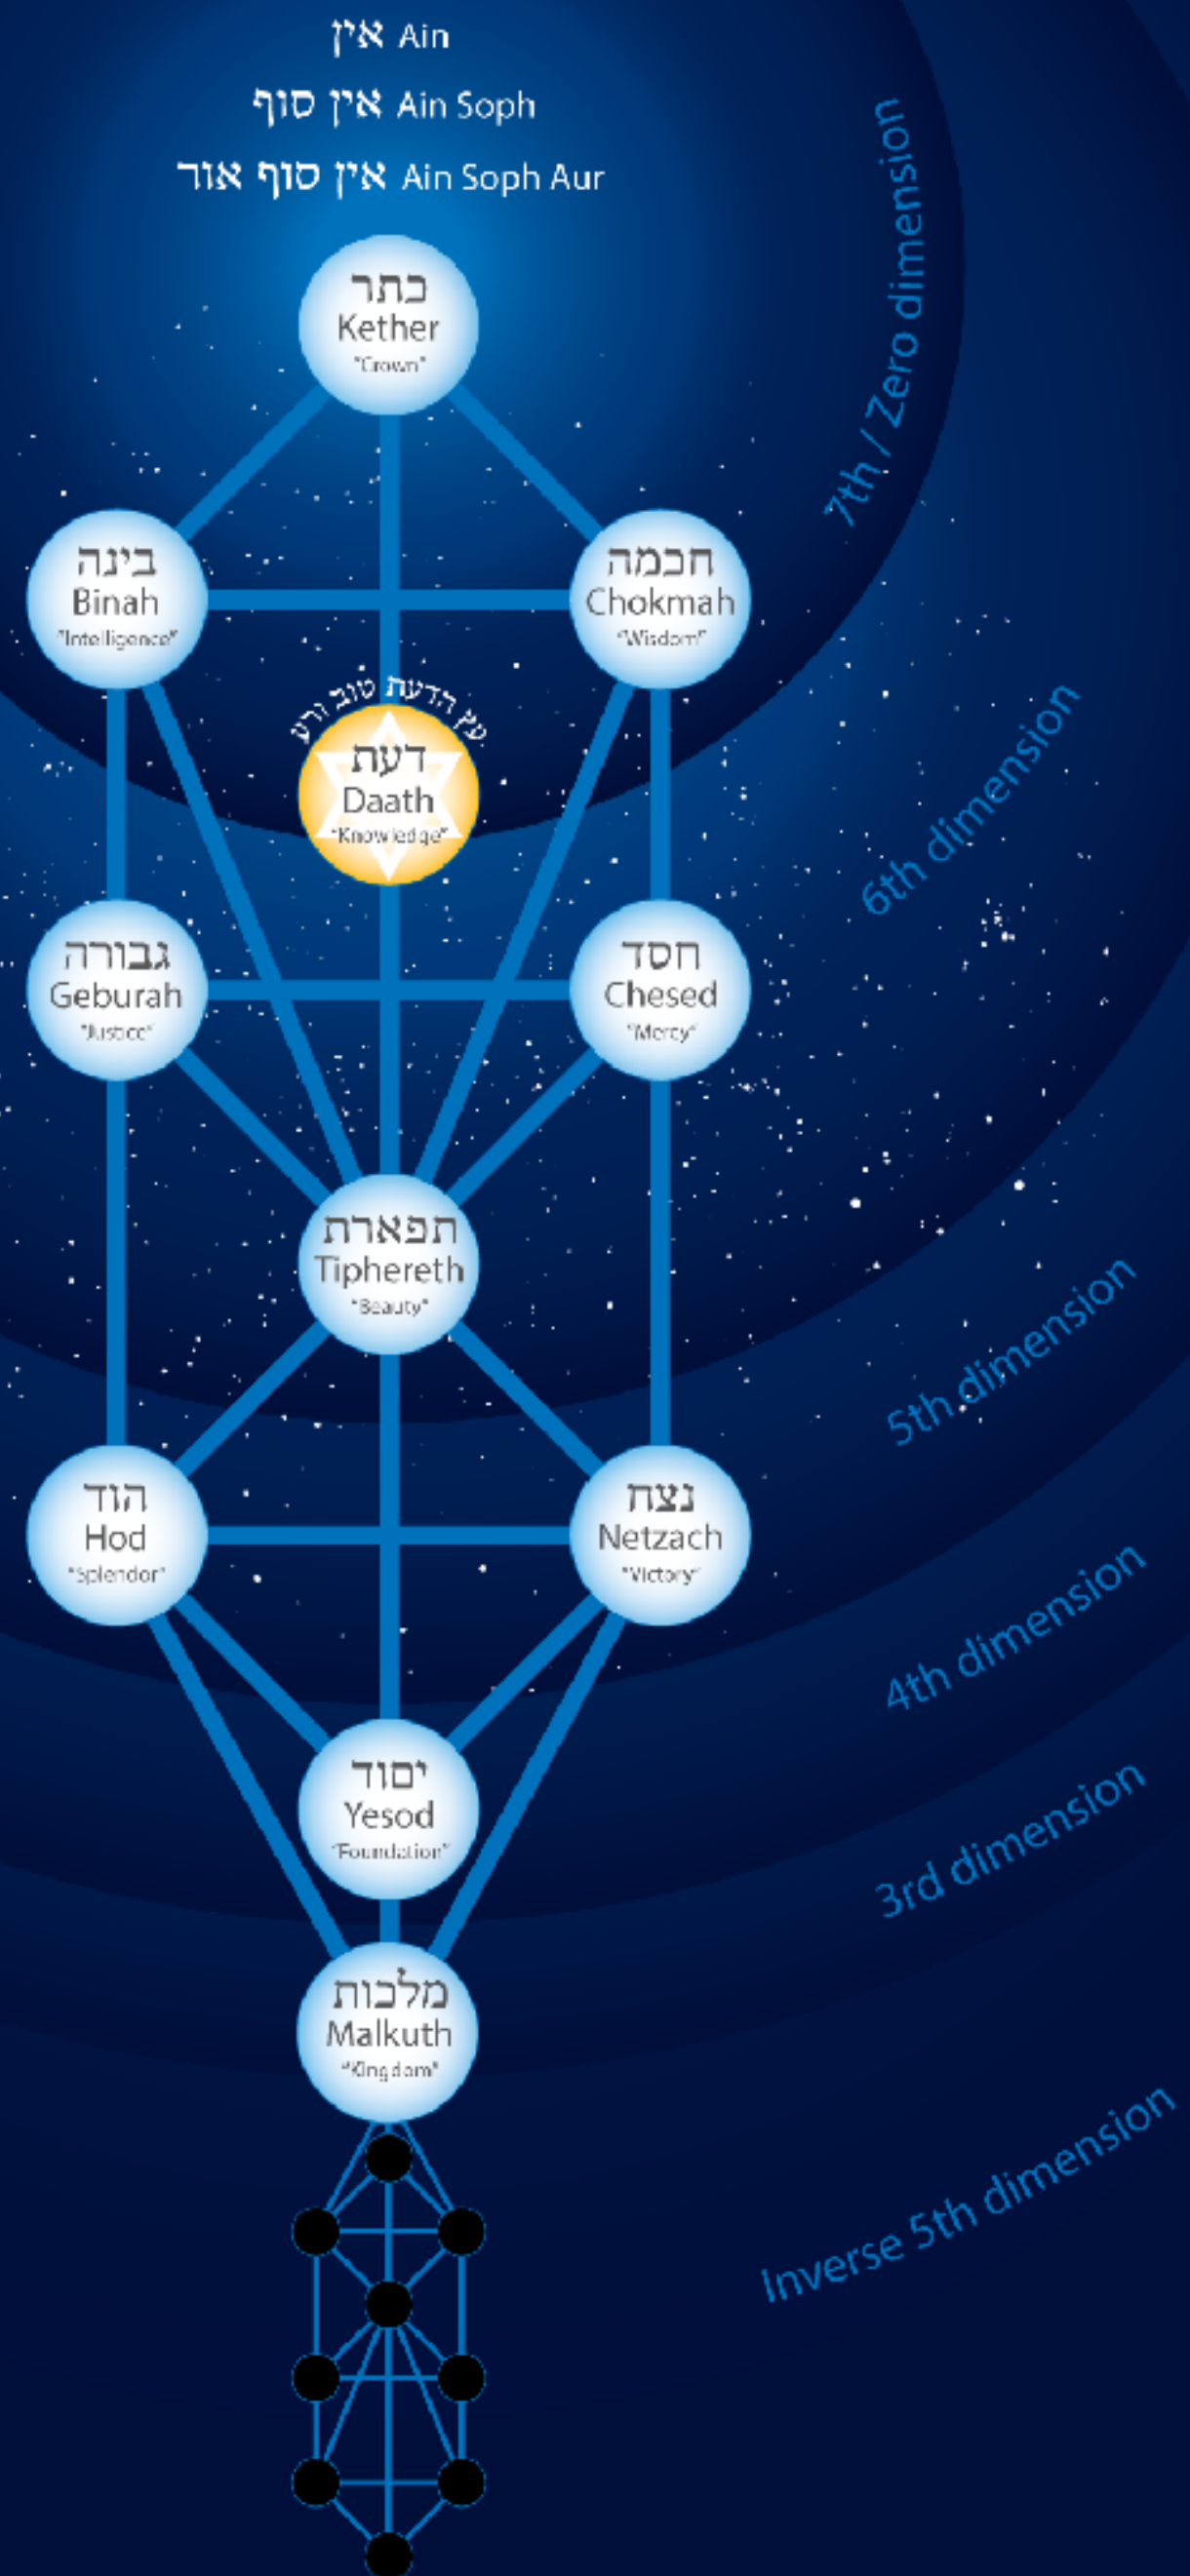 אין Ain
אין סוף Ain Soph
אין סוף אור Ain Soph Aur
כתר
Kether
"Crown"
7th / Zero dimension
בינה
Binah
"Intelligence"
חכמה
Chokmah
"Wisdom"
עץ הדעת טוב ורע
דעת
Daath
"Knowledge"
6th dimension
גבורה
Geburah
"Justice"
חסד
Chesed
"Mercy"
תפארת
Tiphereth
"Beauty"
5th dimension
הוד
Hod
"Splendor"
נצח
Netzach
"Victory"
4th dimension
יסוד
Yesod
"Foundation"
3rd dimension
מלכות
Malkuth
"Kingdom"
Inverse 5th dimension